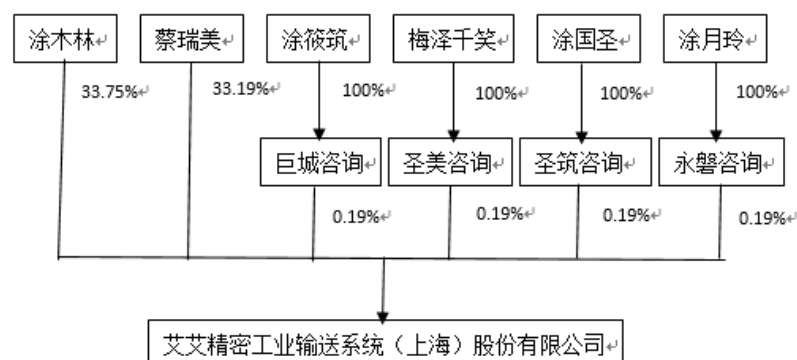 涂木林 蔡瑞美 涂筱筑 梅泽千笑 涂国圣 涂月玲
33.75% 33.19% 100% 100% 100% 100%
巨城咨询 圣美咨询 圣筑咨询 永磐咨询
0.19% 0.19% 0.19% 0.19%
艾艾精密工业输送系统（上海）股份有限公司